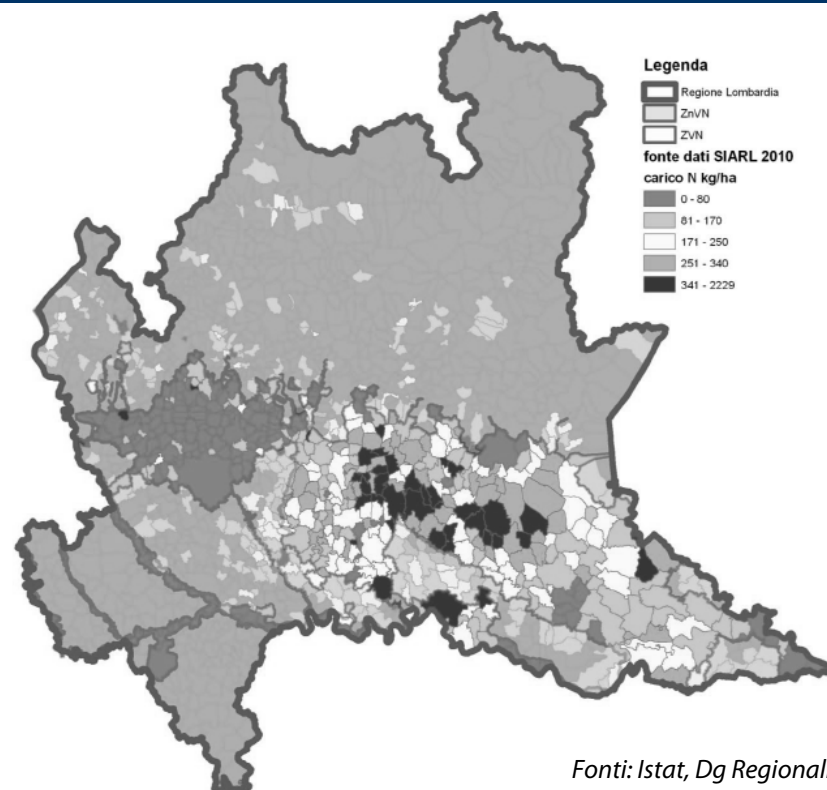 Legenda
Regione Lombardia
ZnVN
ZVN
fonte dati SIARL 2010
carico N kg/ha
0 - 80
81 - 170
171 - 250
251 - 340
341 - 2229
Fonti: Istat, Dg Regional